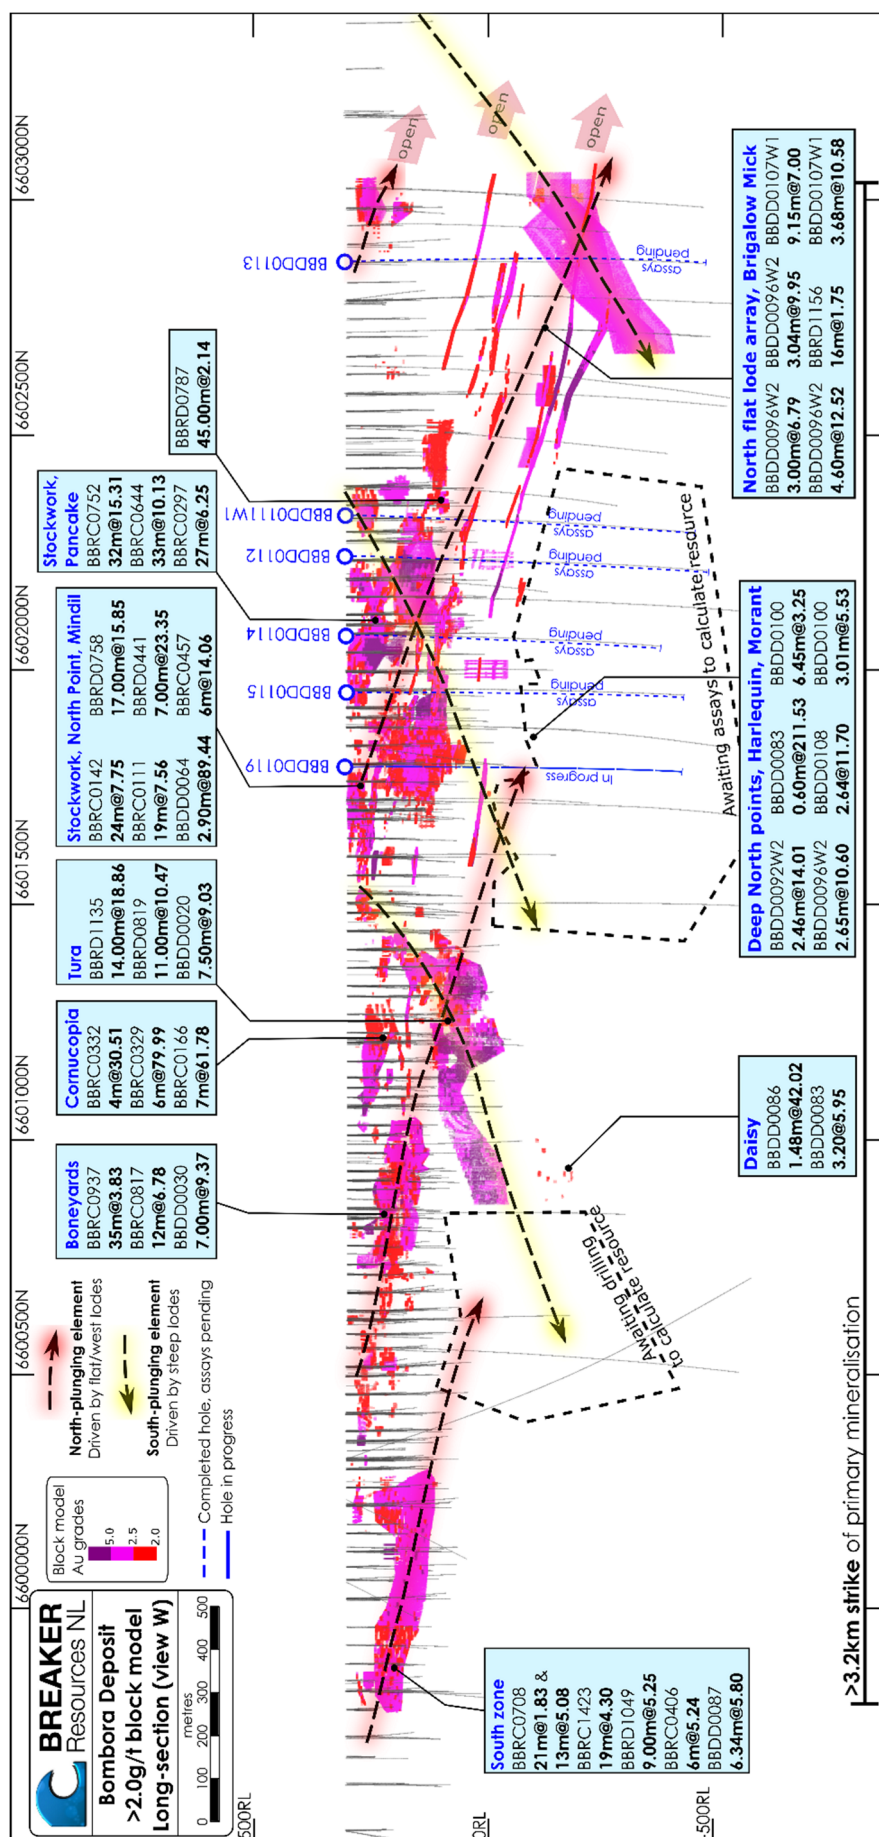 BREAKER
Resources NL
Bombora Deposit
>2.0g/t block model
Long-section (view W)
metres
0 100 200 300 400 500
Block model
Au grades
5.0
2.5
2.0
North-plunging element
Driven by flat/west lodes
South-plunging element
Driven by steep lodes
Completed hole, assays pending
Hole in progress
6600000N
6600500N
6601000N
6601500N
6602000N
6602500N
6603000N
500RL
0RL
-500RL
Boneyards
BBRC0937
35m@3.83
BBRC0817
12m@6.78
BBDD0030
7.00m@9.37
Cornucopia
BBRC0332
4m@30.51
BBRC0329
6m@79.99
BBRC0166
7m@61.78
Tura
BBRD1135
14.00m@18.86
BBRD0819
11.00m@10.47
BBDD0020
7.50m@9.03
Stockwork, North Point, Mindil
BBRC0142 BBRD0758
24m@7.75 17.00m@15.85
BBRC0111 BBRD0441
19m@7.56 7.00m@23.35
BBDD0064 BBRC0457
2.90m@89.44 6m@14.06
Stockwork,
Pancake
BBRC0752
32m@15.31
BBRC0644
33m@10.13
BBRC0297
27m@6.25
BBRD0787
45.00m@2.14
BBDD0119
BBDD0115
BBDD0114
BBDD0112
BBDD0111W1
BBDD0113
In progress
assays
pending
assays
pending
assays
pending
assays
pending
assays
pending
open
open
open
South zone
BBRC0708
21m@1.83 &
13m@5.08
BBRC1423
19m@4.30
BBRD1049
9.00m@5.25
BBRC0406
6m@5.24
BBDD0087
6.34m@5.80
Awaiting drilling
to calculate resource
Daisy
BBDD0086
1.48m@42.02
BBDD0083
3.20@5.95
Awaiting assays to calculate resource
Deep North points, Harlequin, Morant
BBDD0092W2 BBDD0083 BBDD0100
2.46m@14.01 0.60m@211.53 6.45m@3.25
BBDD0096W2 BBDD0108 BBDD0100
2.65m@10.60 2.64@11.70 3.01m@5.53
North flat lode array, Brigalow Mick
BBDD0096W2 BBDD0096W2 BBDD0107W1
3.00m@6.79 3.04m@9.95 9.15m@7.00
BBDD0096W2 BBRD1156 BBDD0107W1
4.60m@12.52 16m@1.75 3.68m@10.58
>3.2km strike of primary mineralisation